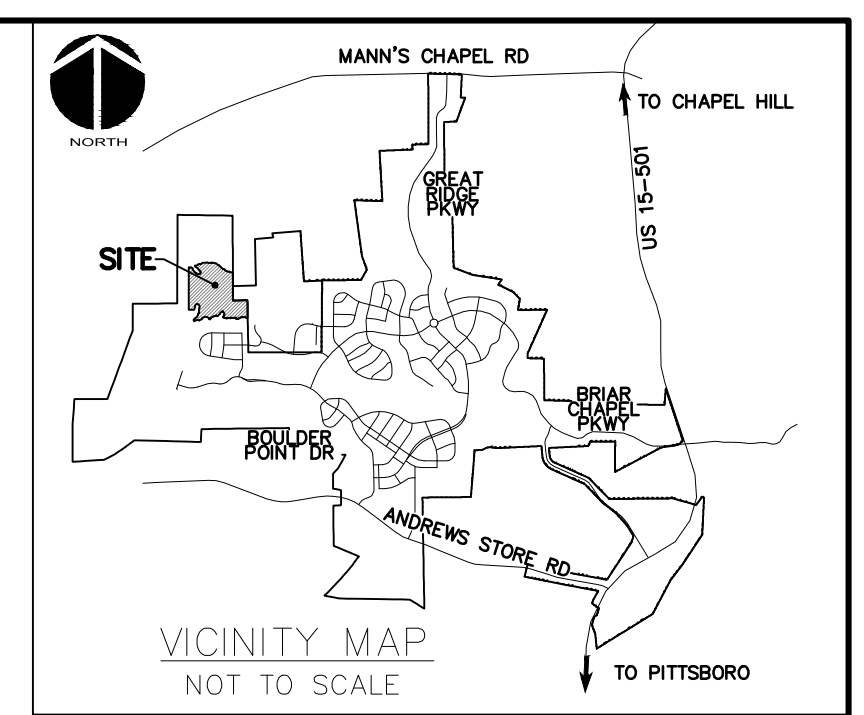 MANN'S CHAPEL RD
NORTH
TO CHAPEL HILL
US 15-501
GREAT
RIDGE
PKWY
SITE
BRIAR
CHAPEL
PKWY
BOULDER
POINT DR
ANDREWS STORE RD
VICINITY MAP
NOT TO SCALE
TO PITTSBORO